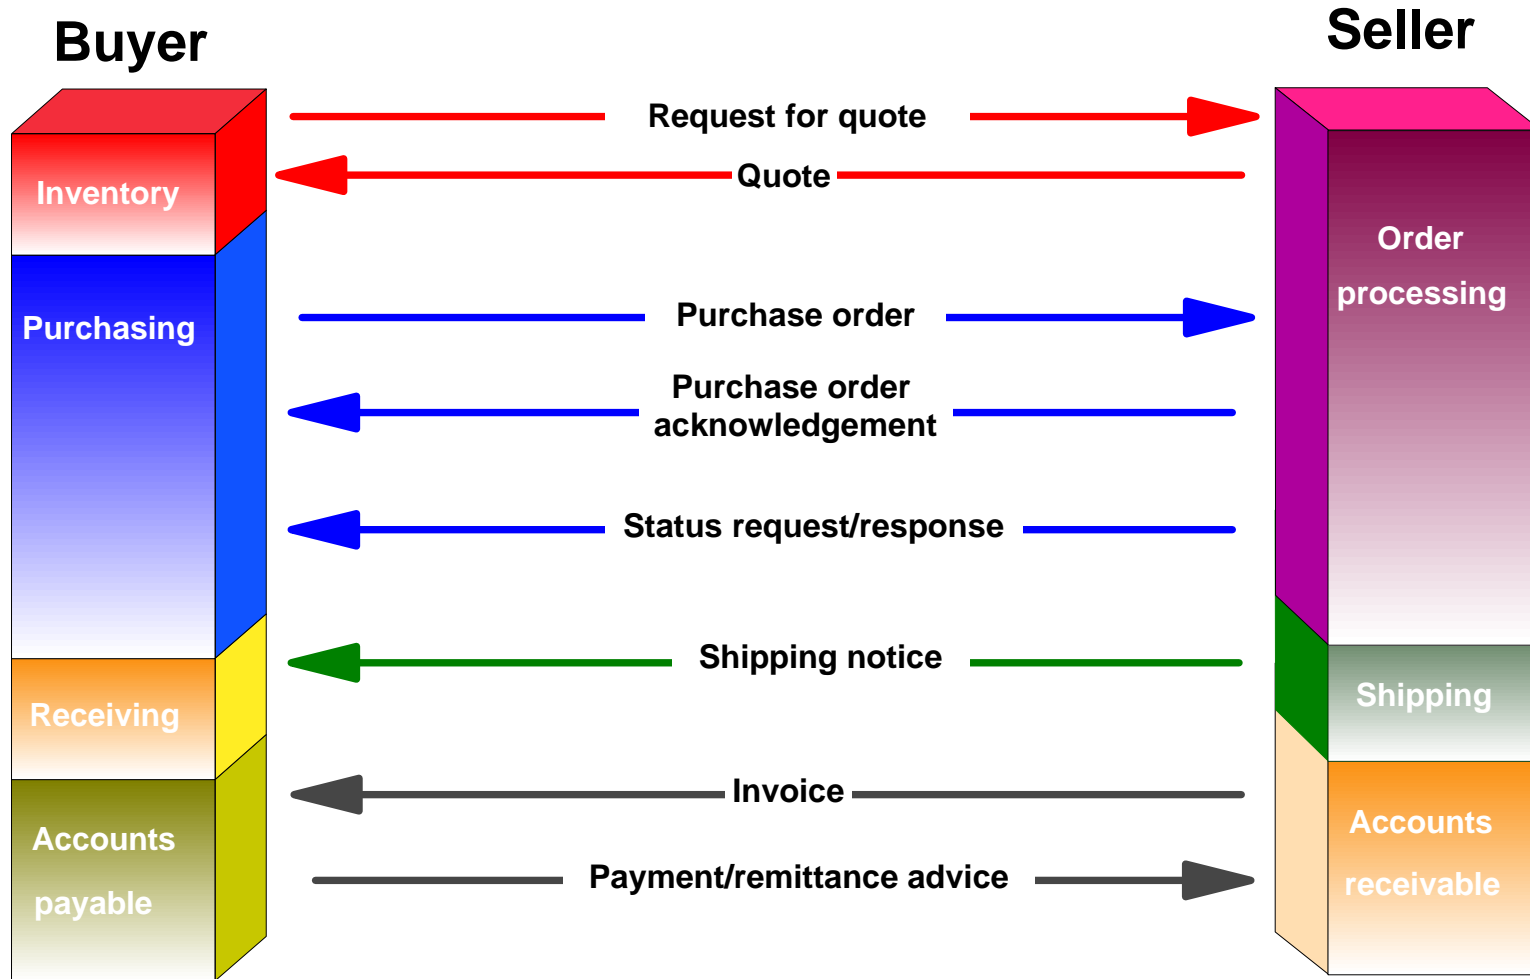 Buyer
Seller
Request for quote
Quote
Inventory
Order
processing
Purchasing
Purchase order
Purchase order
acknowledgement
Status request/response
Shipping notice
Receiving
Shipping
Invoice
Accounts
payable
Accounts
receivable
Payment/remittance advice